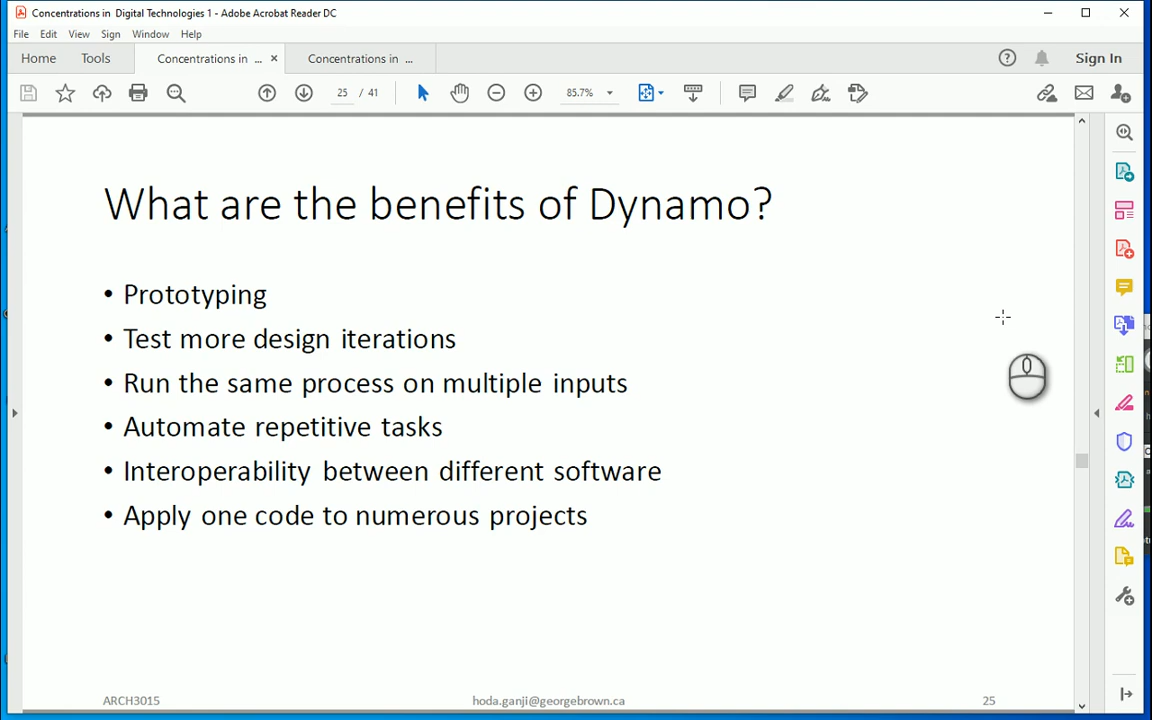 Concentrations in Digital Technologies 1 - Adobe Acrobat Reader DC
File Edit View Sign Window Help
Home Tools Concentrations in ... × Concentrations in ... Sign In
25 / 41 85.7%
What are the benefits of Dynamo?
• Prototyping
• Test more design iterations
• Run the same process on multiple inputs
• Automate repetitive tasks
• Interoperability between different software
• Apply one code to numerous projects
ARCH3015 hoda.ganji@georgebrown.ca 25